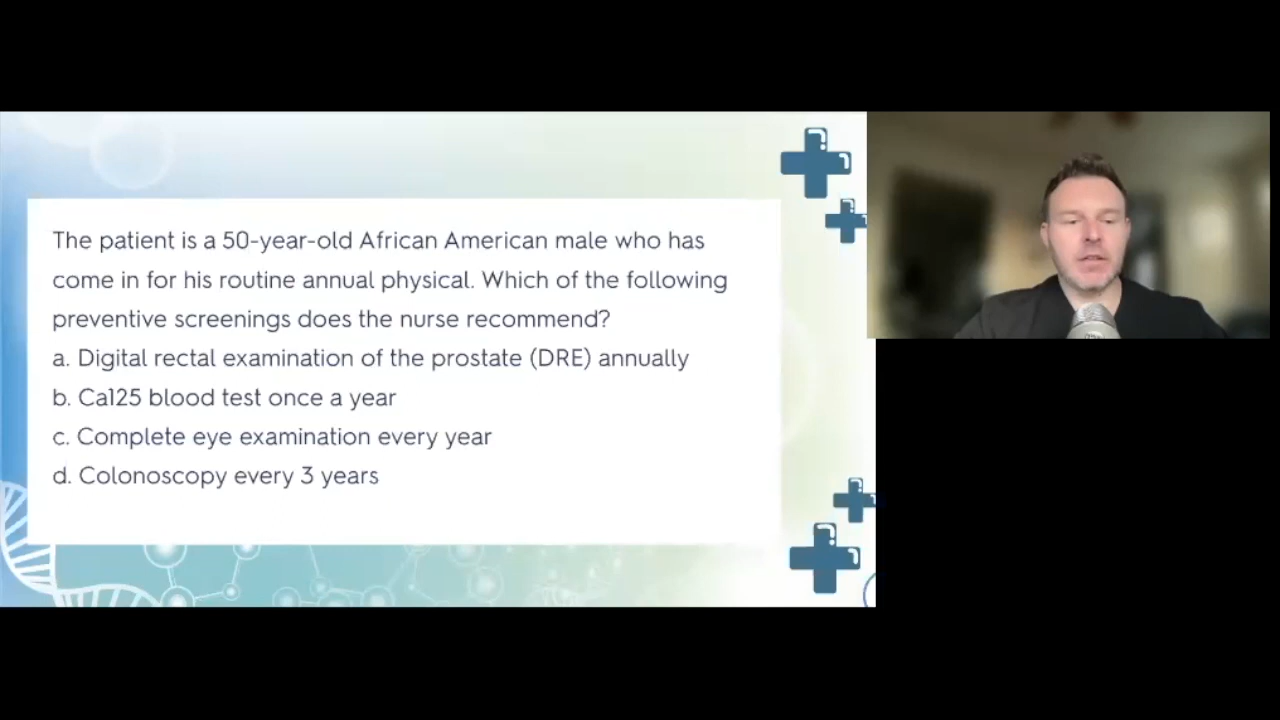 The patient is a 50-year-old African American male who has
come in for his routine annual physical. Which of the following
preventive screenings does the nurse recommend?
a. Digital rectal examination of the prostate (DRE) annually
b. Ca125 blood test once a year
c. Complete eye examination every year
d. Colonoscopy every 3 years